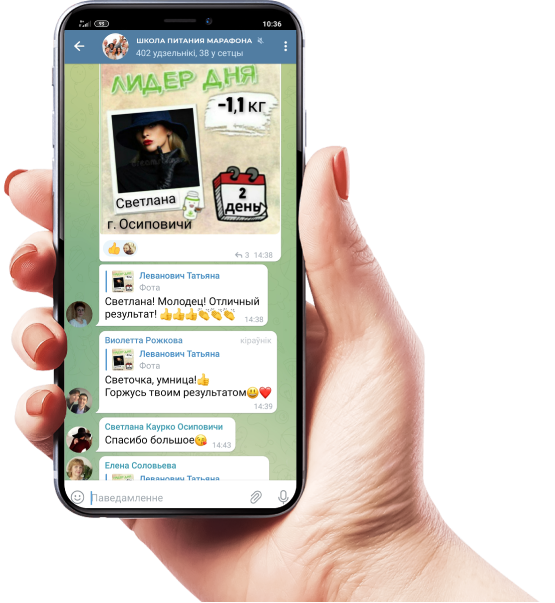 99 10:36
ШКОЛА ПИТАНИЯ МАРАФОНА
402 удзельнікі, 38 у сетцы
ЛИДЕР ДНЯ
-1,1 кг
Светлана
2
день
г. Осиповичи
3 14:38
Леванович Татьяна
Фота
Светлана! Молодец! Отличный
результат! 👍👍👍👏👏👏
14:38
Виолетта Рожкова кіраўнік
Леванович Татьяна
Фота
Светочка, умница!👍
Горжусь твоим результатом😃❤️
14:39
Светлана Каурко Осиповичи
Спасибо большое😘 14:43
Елена Соловьева
Леванович Татьяна
Паведамленне